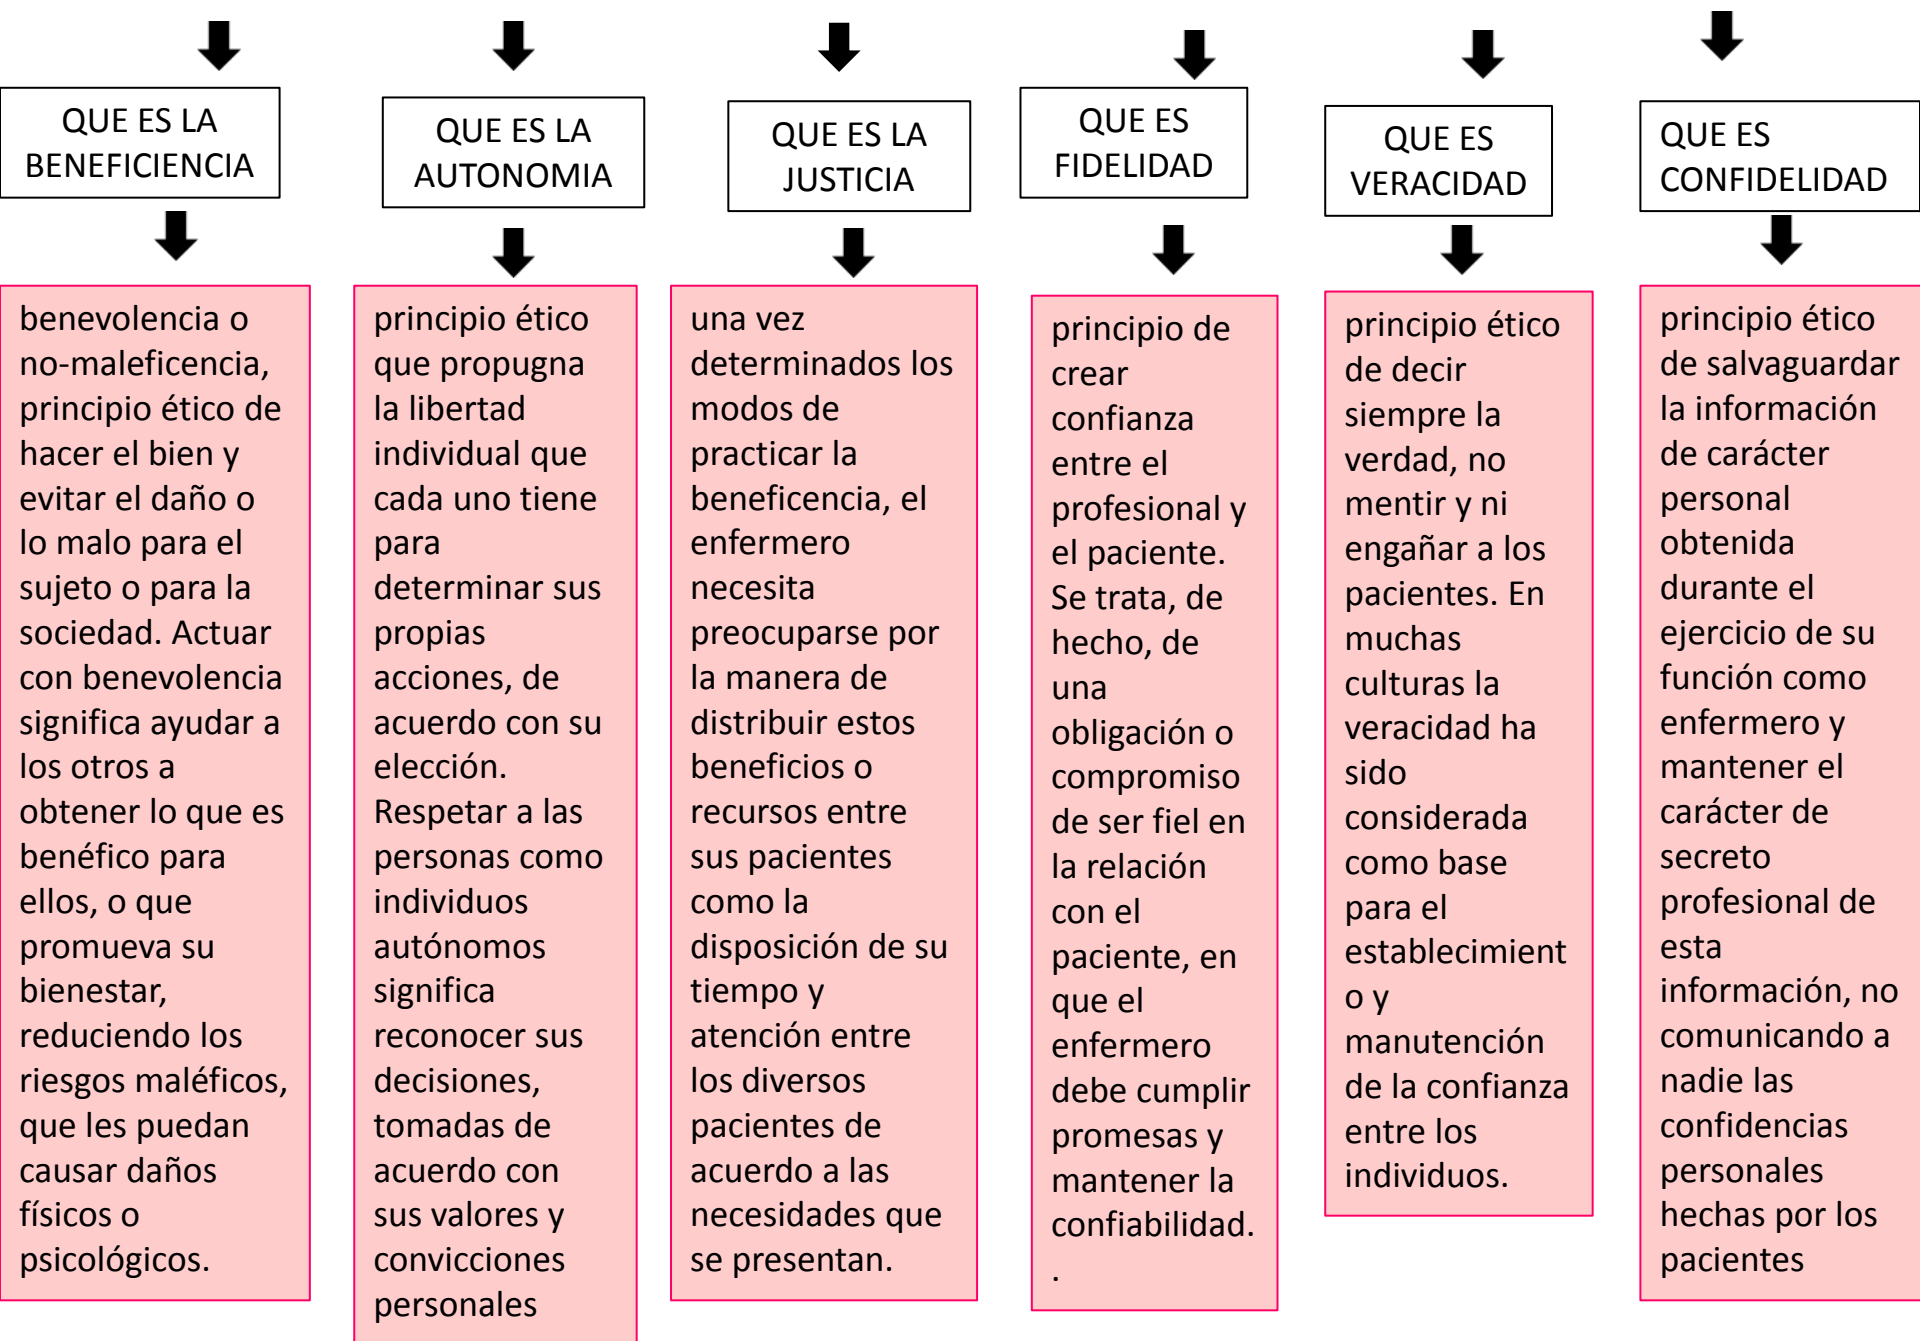 QUE ES LA
BENEFICIENCIA
benevolencia o
no-maleficencia,
principio ético de
hacer el bien y
evitar el daño o
lo malo para el
sujeto o para la
sociedad. Actuar
con benevolencia
significa ayudar a
los otros a
obtener lo que es
benéfico para
ellos, o que
promueva su
bienestar,
reduciendo los
riesgos maléficos,
que les puedan
causar daños
físicos o
psicológicos.
QUE ES LA
AUTONOMIA
principio ético
que propugna
la libertad
individual que
cada uno tiene
para
determinar sus
propias
acciones, de
acuerdo con su
elección.
Respetar a las
personas como
individuos
autónomos
significa
reconocer sus
decisiones,
tomadas de
acuerdo con
sus valores y
convicciones
personales
QUE ES LA
JUSTICIA
una vez
determinados los
modos de
practicar la
beneficencia, el
enfermero
necesita
preocuparse por
la manera de
distribuir estos
beneficios o
recursos entre
sus pacientes
como la
disposición de su
tiempo y
atención entre
los diversos
pacientes de
acuerdo a las
necesidades que
se presentan.
QUE ES
FIDELIDAD
principio de
crear
confianza
entre el
profesional y
el paciente.
Se trata, de
hecho, de
una
obligación o
compromiso
de ser fiel en
la relación
con el
paciente, en
que el
enfermero
debe cumplir
promesas y
mantener la
confiabilidad.
.
QUE ES
VERACIDAD
principio ético
de decir
siempre la
verdad, no
mentir y ni
engañar a los
pacientes. En
muchas
culturas la
veracidad ha
sido
considerada
como base
para el
establecimient
o y
manutención
de la confianza
entre los
individuos.
QUE ES
CONFIDELIDAD
principio ético
de salvaguardar
la información
de carácter
personal
obtenida
durante el
ejercicio de su
función como
enfermero y
mantener el
carácter de
secreto
profesional de
esta
información, no
comunicando a
nadie las
confidencias
personales
hechas por los
pacientes